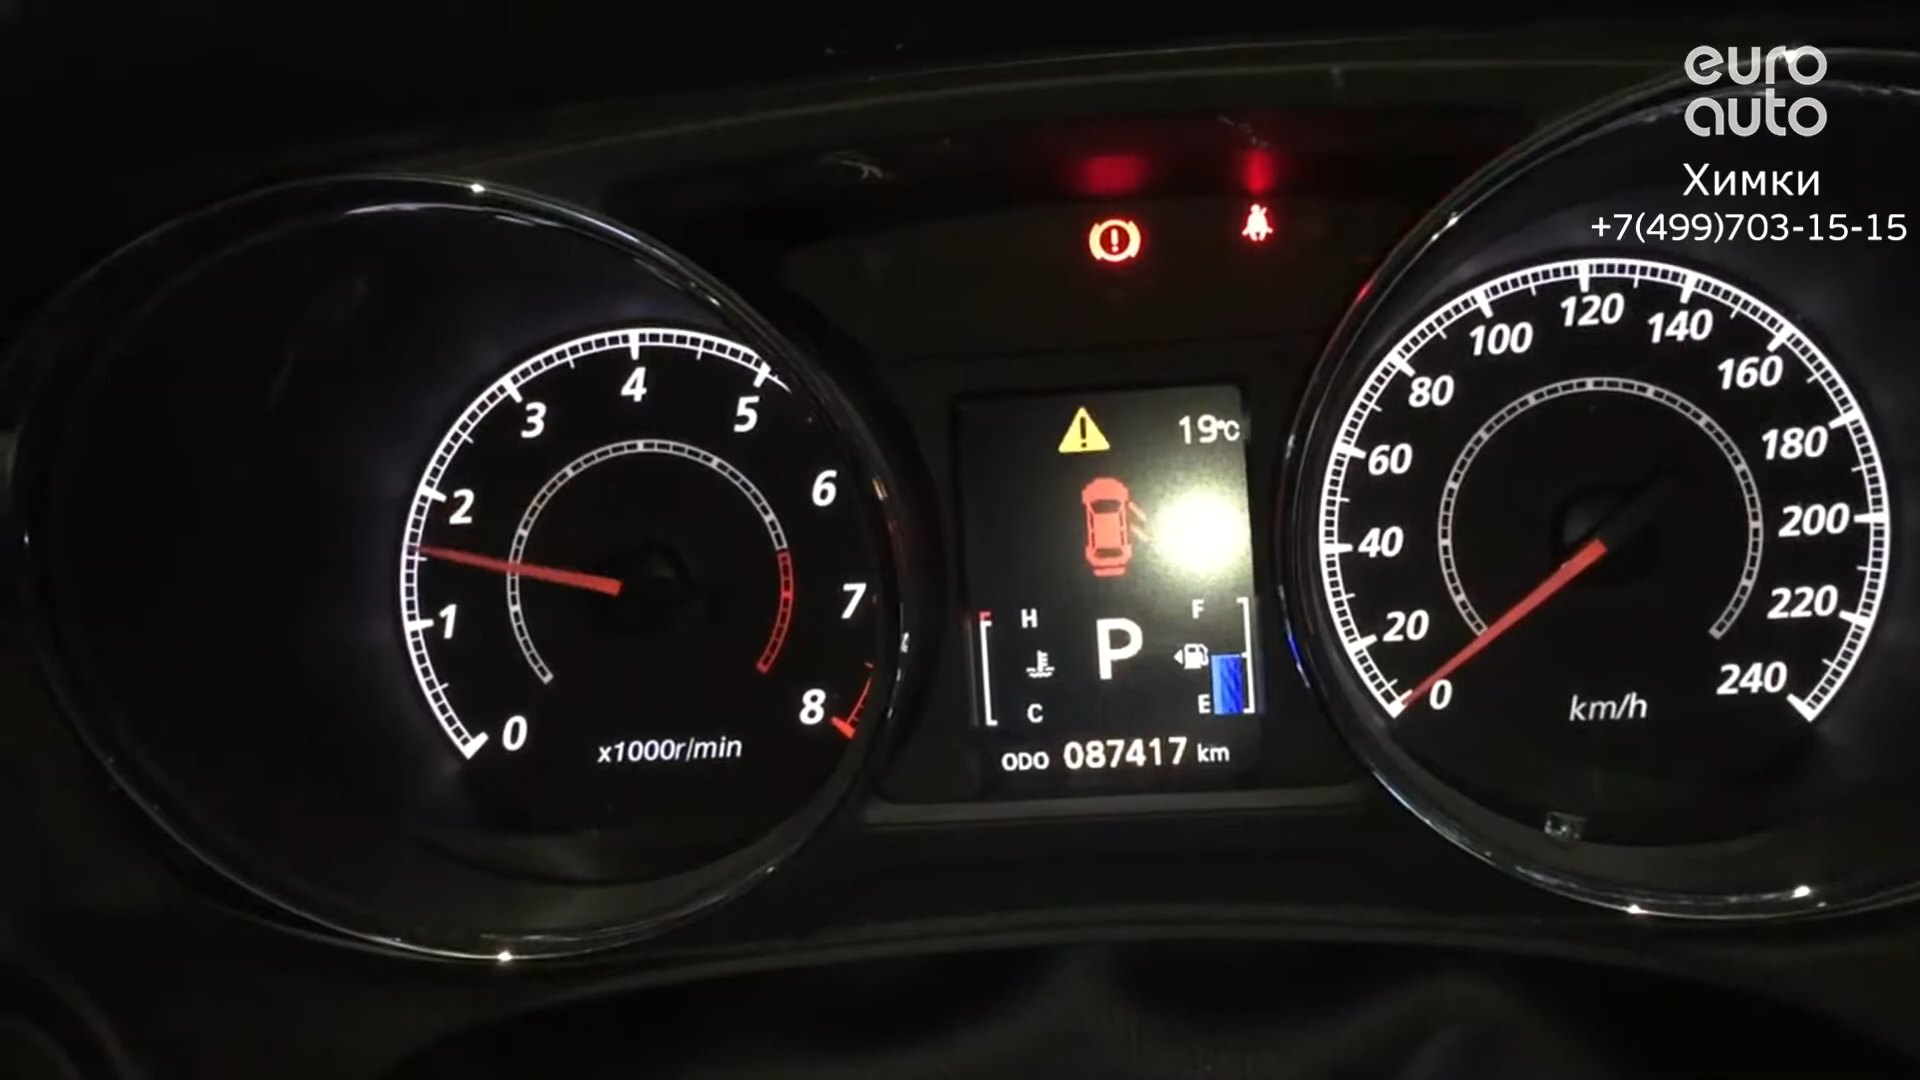 euro
auto
Химки
+7(499)703-15-15
0
1
2
3
4
5
6
7
8
x1000r/min
19°C
H
C
P
F
E
ODO 087417 km
0
20
40
60
80
100
120
140
160
180
200
220
240
km/h